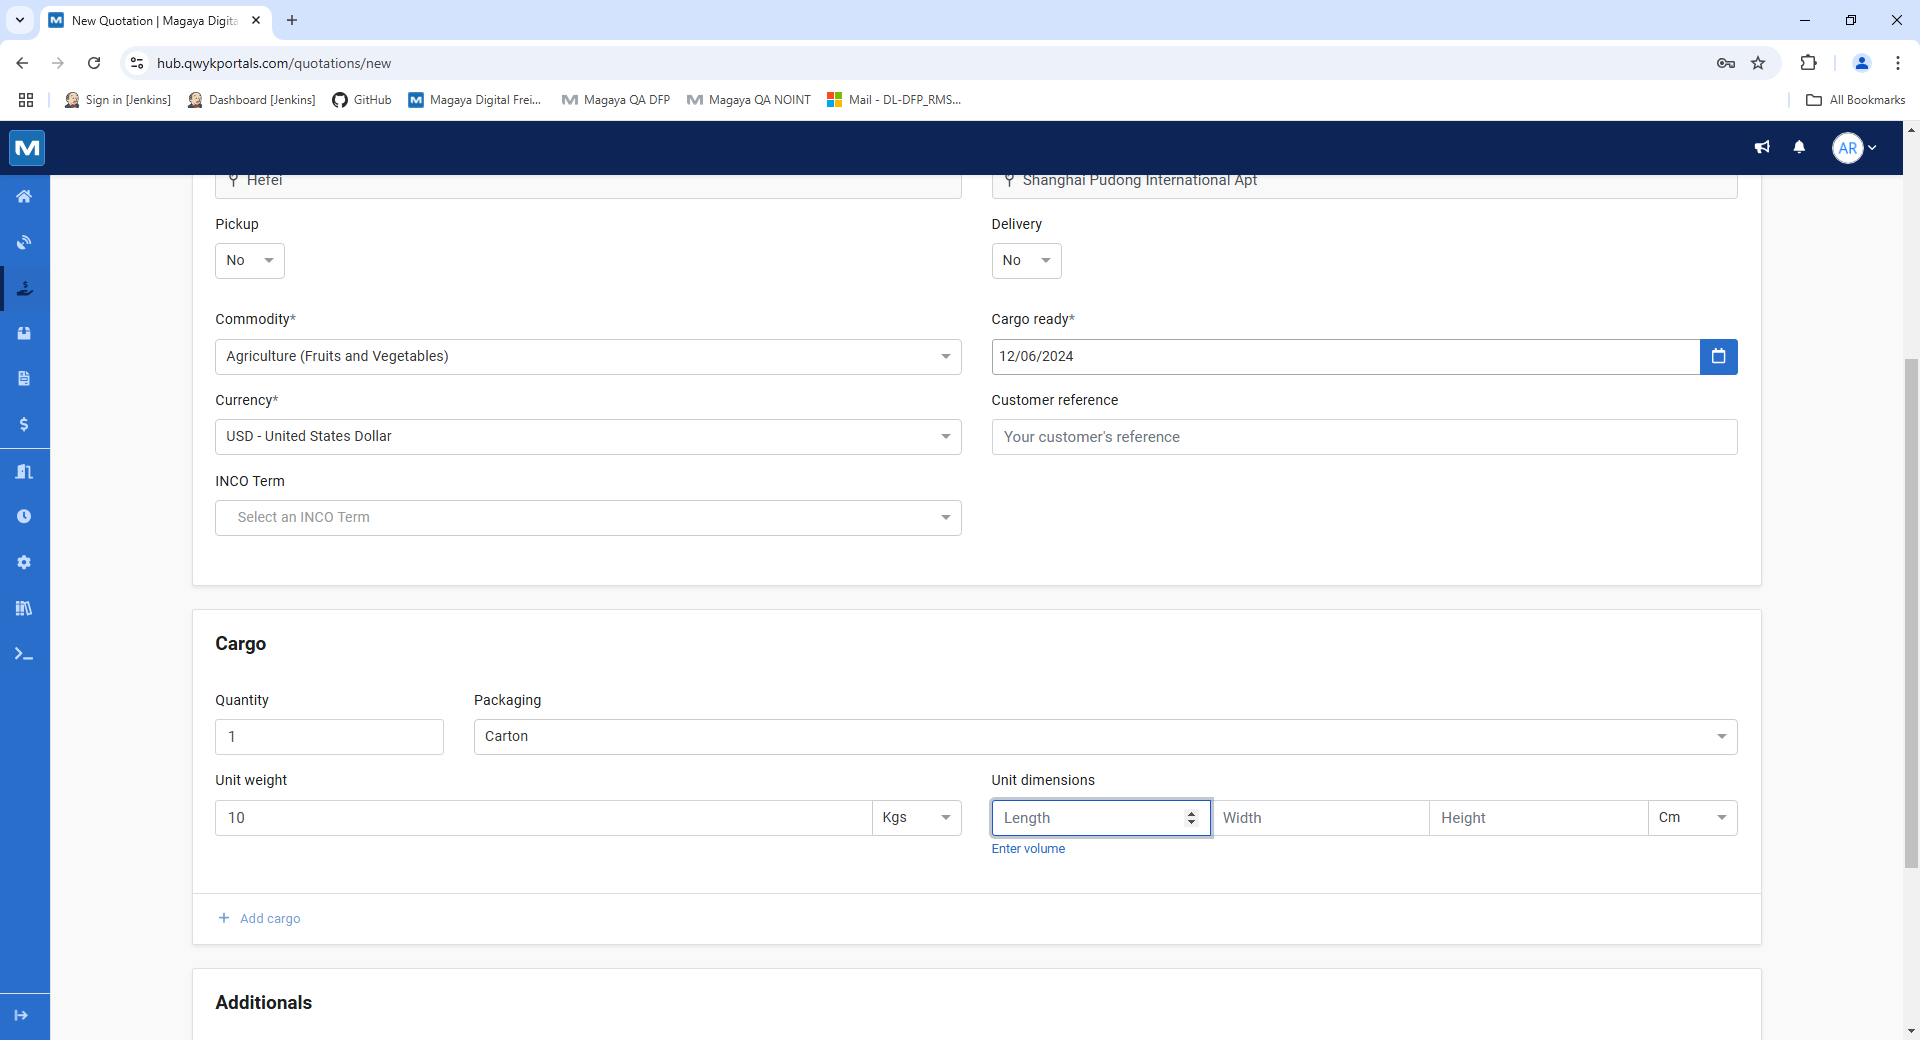 New Quotation | Magaya Digita
hub.qwykportals.com/quotations/new
Sign in [Jenkins]
Dashboard [Jenkins]
GitHub
Magaya Digital Frei...
Magaya QA DFP
Magaya QA NOINT
Mail - DL-DFP_RMS...
All Bookmarks
AR
Hefei
Shanghai Pudong International Apt
Pickup
Delivery
No
No
Commodity*
Cargo ready*
Agriculture (Fruits and Vegetables)
12/06/2024
Currency*
Customer reference
USD - United States Dollar
Your customer's reference
INCO Term
Select an INCO Term
Cargo
Quantity
Packaging
1
Carton
Unit weight
Unit dimensions
10
Kgs
Length
Width
Height
Cm
Enter volume
+ Add cargo
Additionals